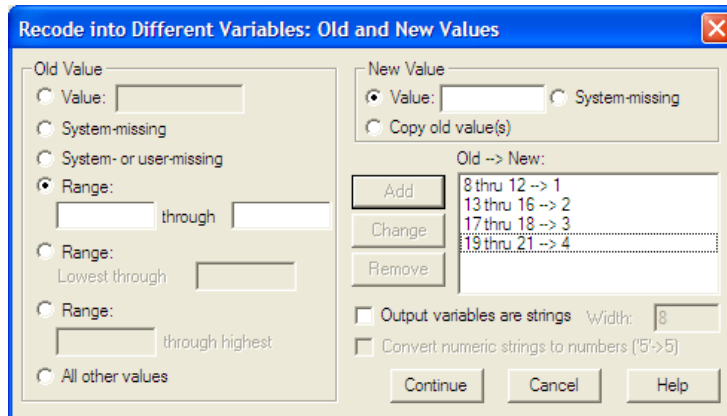 Recode into Different Variables: Old and New Values
Old Value
Value:
System-missing
System- or user-missing
Range:
through
Range:
Lowest through
Range:
through highest
All other values
New Value
Value:
System-missing
Copy old value(s)
Old --> New:
Add
Change
Remove
8 thru 12 --> 1
13 thru 16 --> 2
17 thru 18 --> 3
19 thru 21 --> 4
Output variables are strings Width: 8
Convert numeric strings to numbers ('5'->5)
Continue Cancel Help